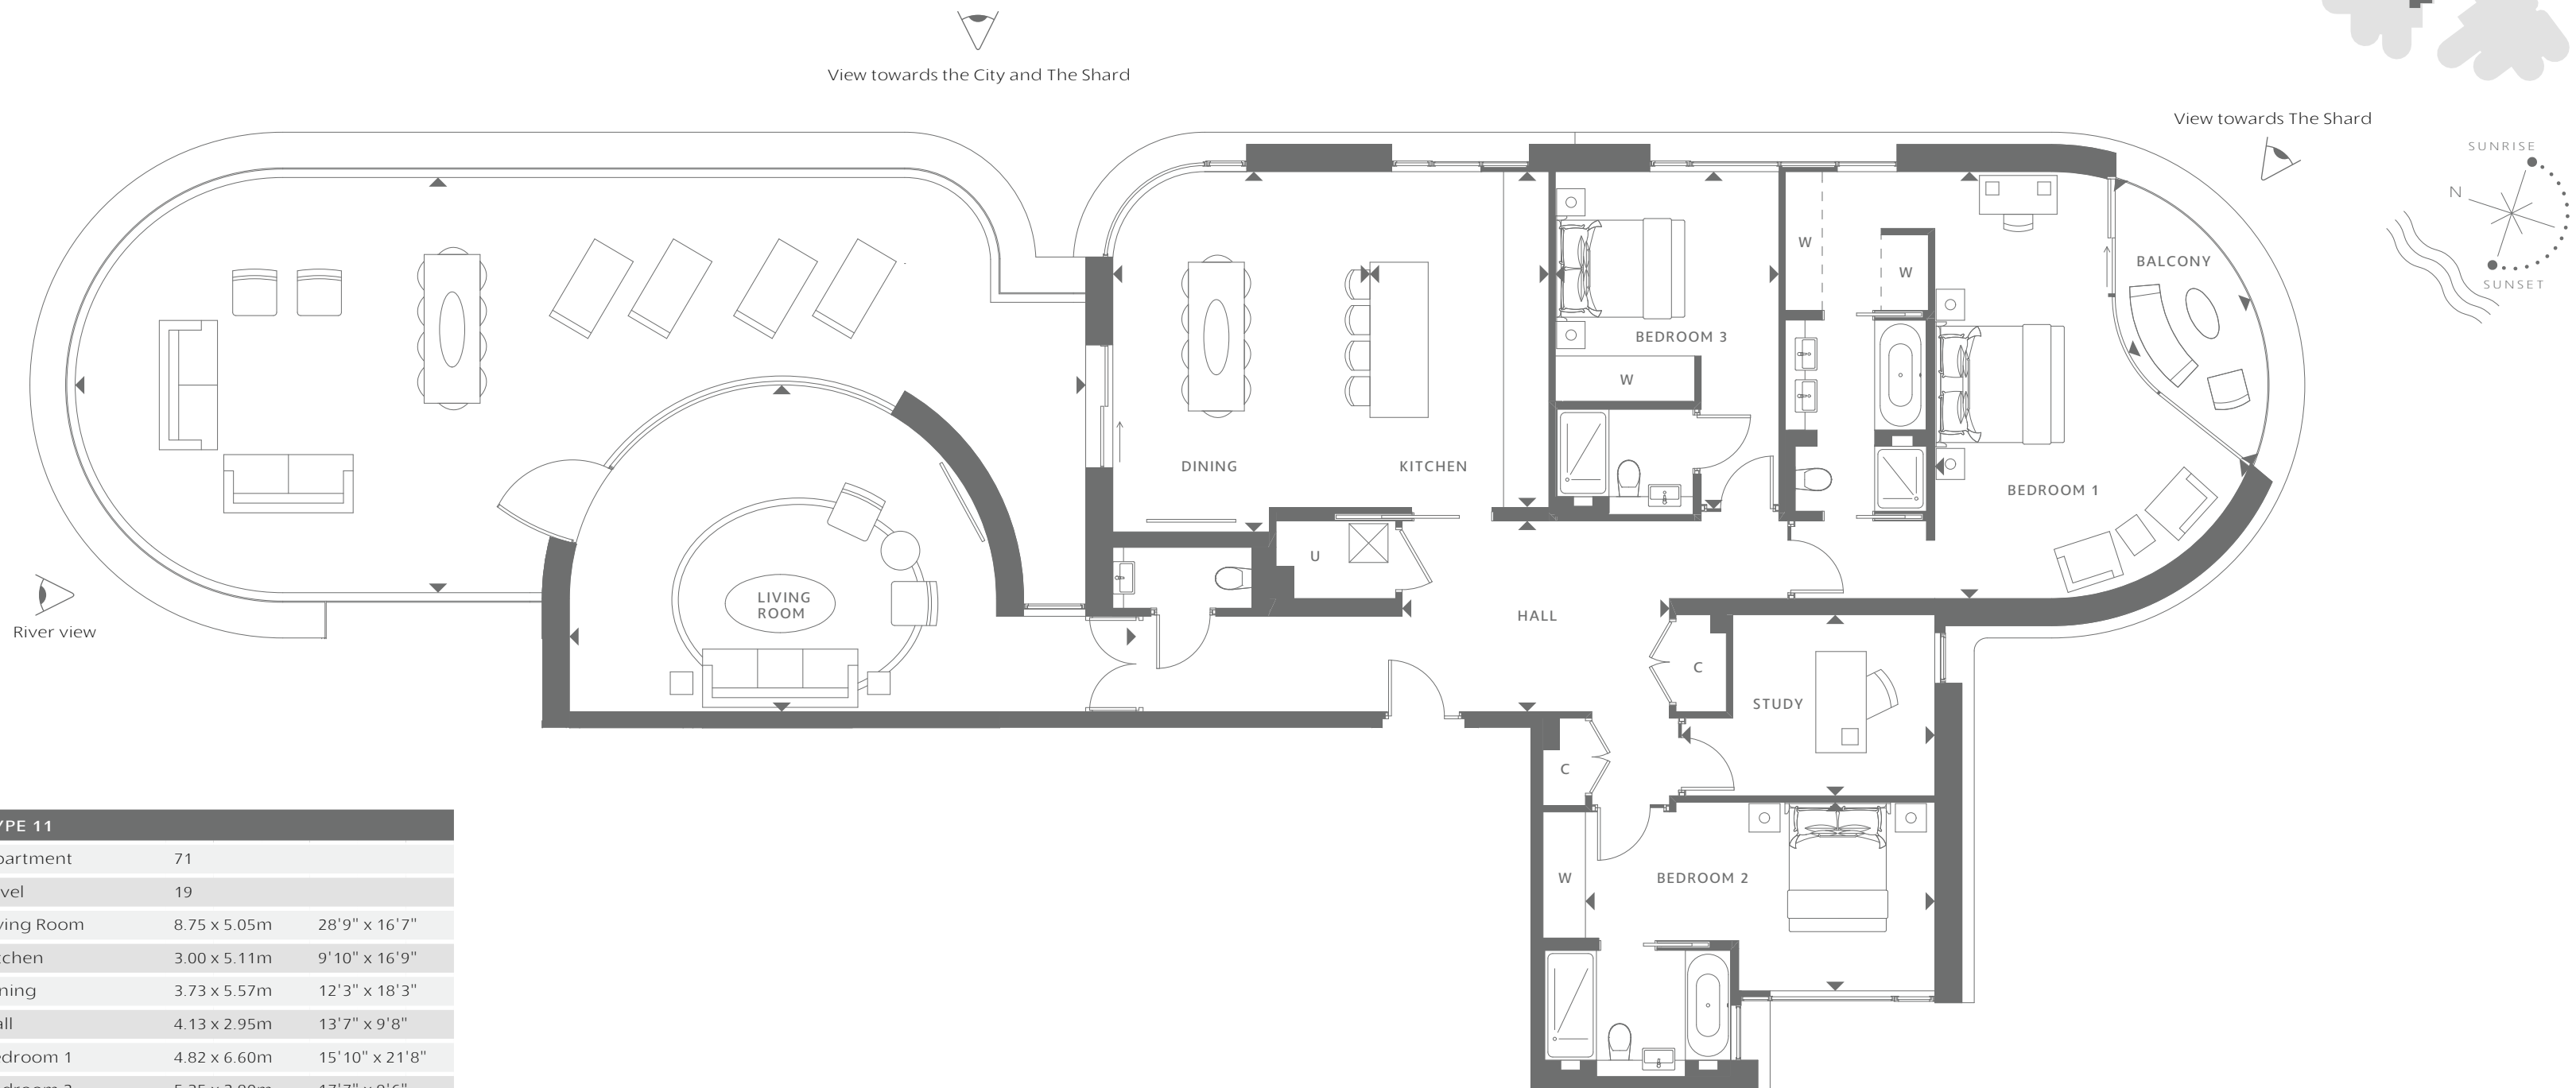 View towards the City and The Shard
View towards The Shard
SUNRISE
N
SUNSET
W
W
BALCONY
BEDROOM 3
W
DINING
KITCHEN
BEDROOM 1
U
LIVING
ROOM
HALL
River view
C
STUDY
C
W
BEDROOM 2
YPE 11
partment 71
vel 19
ving Room 8.75 x 5.05m 28'9" x 16'7"
tchen 3.00 x 5.11m 9'10" x 16'9"
ning 3.73 x 5.57m 12'3" x 18'3"
all 4.13 x 2.95m 13'7" x 9'8"
edroom 1 4.82 x 6.60m 15'10" x 21'8"